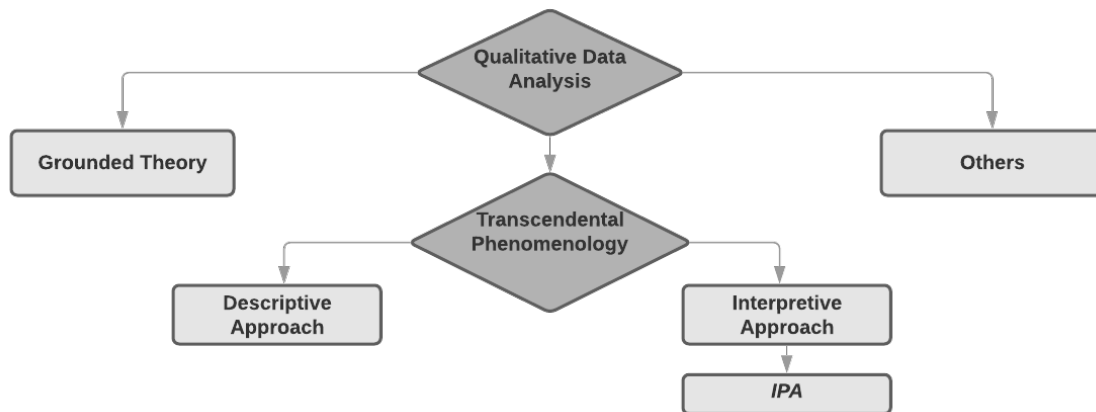 Qualitative Data
Analysis
Grounded Theory
Others
Transcendental
Phenomenology
Descriptive
Approach
Interpretive
Approach
IPA